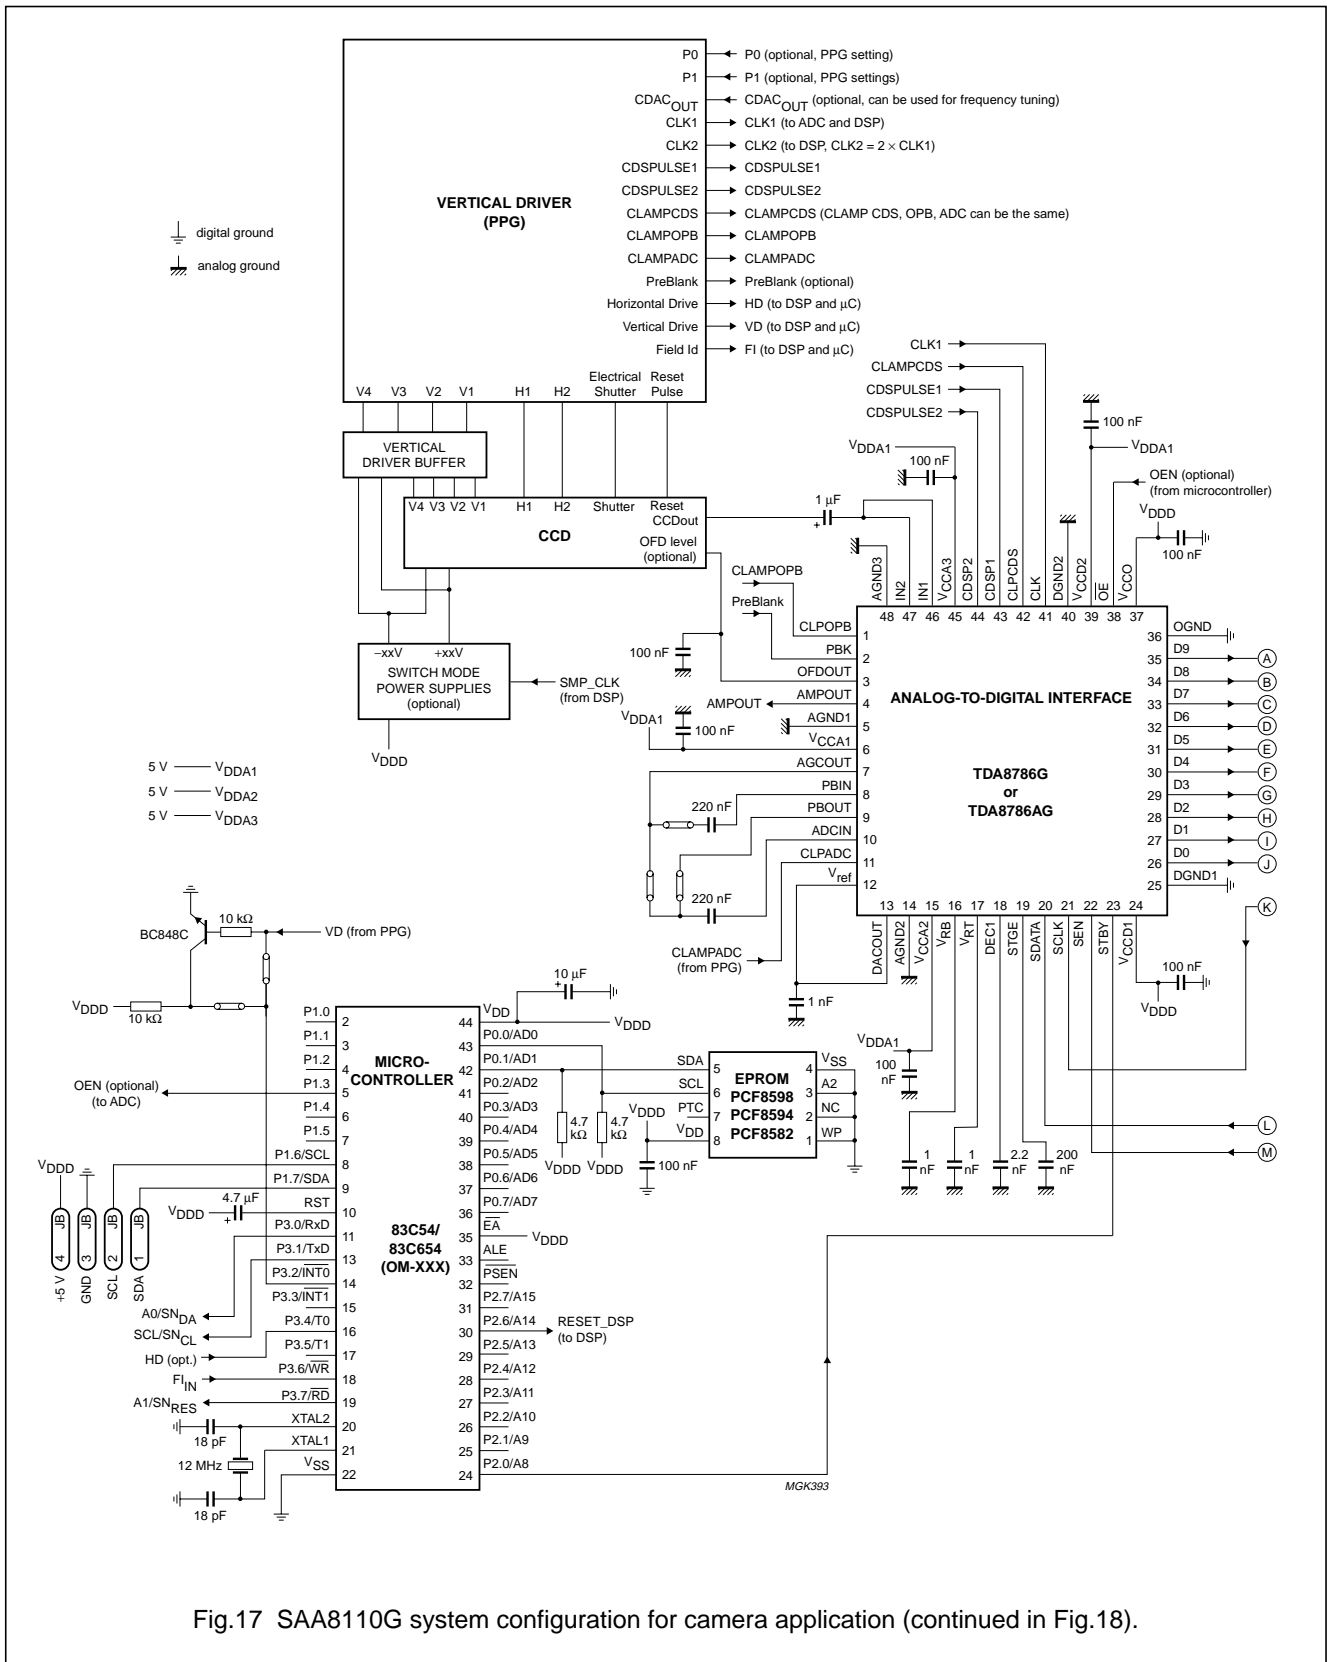 P0
P0 (optional, PPG setting)
P1
P1 (optional, PPG settings)
CDACOUT
CDACOUT (optional, can be used for frequency tuning)
CLK1
CLK1 (to ADC and DSP)
CLK2
CLK2 (to DSP, CLK2 = 2 × CLK1)
CDSPULSE1
CDSPULSE1
CDSPULSE2
CDSPULSE2
VERTICAL DRIVER
(PPG)
CLAMPCDS
CLAMPCDS (CLAMP CDS, OPB, ADC can be the same)
CLAMPOPB
CLAMPOPB
CLAMPADC
CLAMPADC
PreBlank
PreBlank (optional)
Horizontal Drive
HD (to DSP and μC)
Vertical Drive
VD (to DSP and μC)
Field Id
FI (to DSP and μC)
digital ground
analog ground
V4 V3 V2 V1 H1 H2
Electrical
Shutter
Reset
Pulse
VERTICAL
DRIVER BUFFER
V4 V3 V2 V1 H1 H2 Shutter Reset
CCDout
CCD
OFD level
(optional)
−xxV +xxV
SWITCH MODE
POWER SUPPLIES
(optional)
SMP_CLK
(from DSP)
VDDD
5 V VDDA1
5 V VDDA2
5 V VDDA3
CLK1
CLAMPCDS
CDSPULSE1
CDSPULSE2
VDDA1
100 nF
1 μF
+
100 nF
VDDA1
OEN (optional)
(from microcontroller)
VDDD
100 nF
CLAMPOPB
PreBlank
100 nF
AMPOUT
VDDA1
100 nF
220 nF
220 nF
CLAMPADC
(from PPG)
1 nF
AGND3
IN2
IN1
VCCA3
CDSP2
CDSP1
CLPCDS
CLK
DGND2
VCCD2
OE
VCCO
48 47 46 45 44 43 42 41 40 39 38 37
CLPOPB 1
PBK 2
OFDOUT 3
AMPOUT 4
AGND1 5
VCCA1 6
AGCOUT 7
PBIN 8
PBOUT 9
ADCIN 10
CLPADC 11
Vref 12
ANALOG-TO-DIGITAL INTERFACE
TDA8786G
or
TDA8786AG
36 OGND
35 D9 A
34 D8 B
33 D7 C
32 D6 D
31 D5 E
30 D4 F
29 D3 G
28 D2 H
27 D1 I
26 D0 J
25 DGND1
K
13 14 15 16 17 18 19 20 21 22 23 24
DACOUT
AGND2
VCCA2
VRB
VRT
DEC1
STGE
SDATA
SCLK
SEN
STBY
VCCD1
100 nF
VDDD
VDDA1
100
nF
1
nF
1
nF
2.2
nF
200
nF
L
M
BC848C
10 kΩ
VD (from PPG)
VDDD
10 kΩ
10 μF
+
VDDD
OEN (optional)
(to ADC)
VDDD
4.7 μF
VDDD
+
+5 V 4 JB
GND 3 JB
SCL 2 JB
SDA 1 JB
A0/SNDA
SCL/SNCL
HD (opt.)
FIIN
A1/SNRES
18 pF
12 MHz
18 pF
P1.0 2
P1.1 3
P1.2 4
P1.3 5
P1.4 6
P1.5 7
P1.6/SCL 8
P1.7/SDA 9
RST 10
P3.0/RxD 11
P3.1/TxD 13
P3.2/INT0 14
P3.3/INT1 15
P3.4/T0 16
P3.5/T1 17
P3.6/WR 18
P3.7/RD 19
XTAL2 20
XTAL1 21
VSS 22
MICRO-
CONTROLLER
83C54/
83C654
(OM-XXX)
44 VDD
43 P0.0/AD0
42 P0.1/AD1
41 P0.2/AD2
40 P0.3/AD3
39 P0.4/AD4
38 P0.5/AD5
37 P0.6/AD6
36 P0.7/AD7
35 EA VDDD
33 ALE
32 PSEN
31 P2.7/A15
30 P2.6/A14
29 P2.5/A13
28 P2.4/A12
27 P2.3/A11
26 P2.2/A10
25 P2.1/A9
24 P2.0/A8
RESET_DSP
(to DSP)
4.7
kΩ
4.7
kΩ
VDDD VDDD
VDDD
100 nF
SDA 5
SCL 6
PTC 7
VDD 8
EPROM
PCF8598
PCF8594
PCF8582
4 VSS
3 A2
2 NC
1 WP
MGK393
Fig.17 SAA8110G system configuration for camera application (continued in Fig.18).